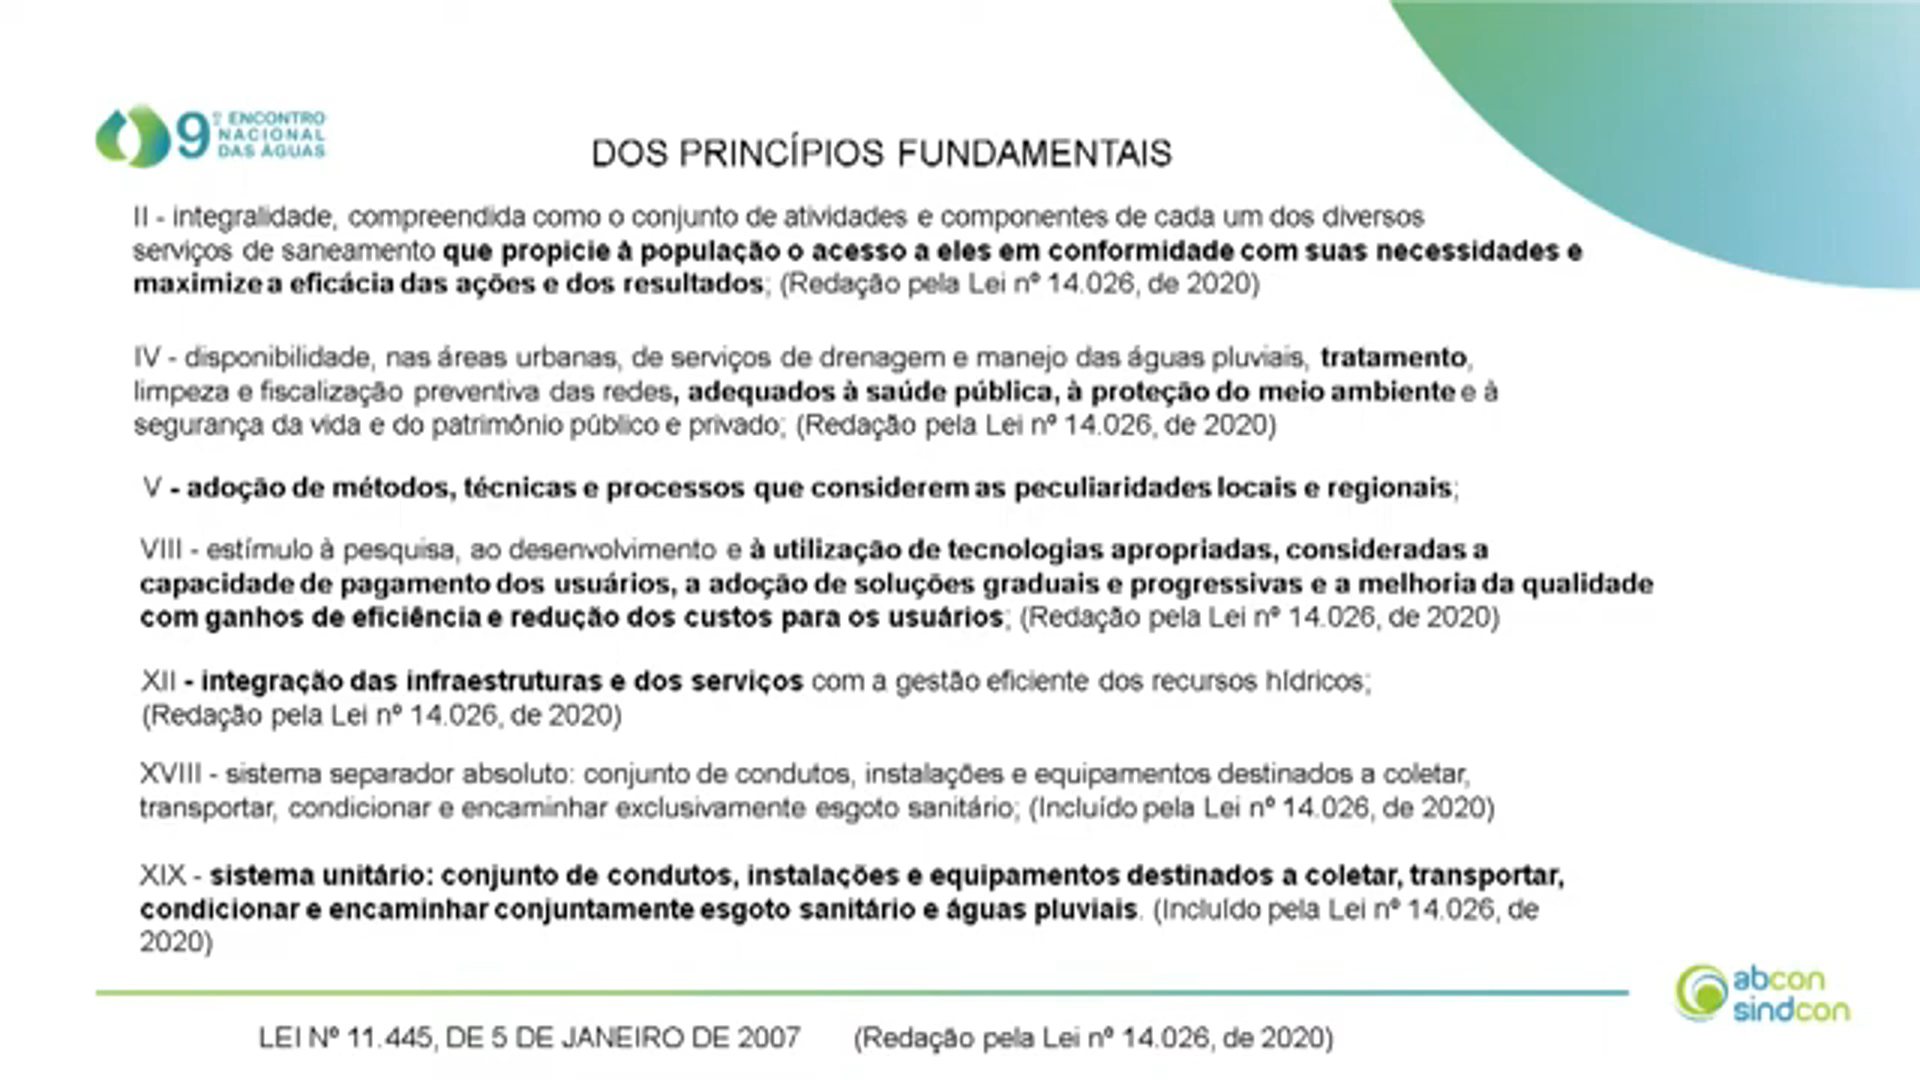 9º ENCONTRO
NACIONAL
DAS ÁGUAS
DOS PRINCÍPIOS FUNDAMENTAIS
II - integralidade, compreendida como o conjunto de atividades e componentes de cada um dos diversos
serviços de saneamento que propicie à população o acesso a eles em conformidade com suas necessidades e
maximize a eficácia das ações e dos resultados; (Redação pela Lei nº 14.026, de 2020)
IV - disponibilidade, nas áreas urbanas, de serviços de drenagem e manejo das águas pluviais, tratamento,
limpeza e fiscalização preventiva das redes, adequados à saúde pública, à proteção do meio ambiente e à
segurança da vida e do patrimônio público e privado; (Redação pela Lei nº 14.026, de 2020)
V - adoção de métodos, técnicas e processos que considerem as peculiaridades locais e regionais;
VIII - estímulo à pesquisa, ao desenvolvimento e à utilização de tecnologias apropriadas, consideradas a
capacidade de pagamento dos usuários, a adoção de soluções graduais e progressivas e a melhoria da qualidade
com ganhos de eficiência e redução dos custos para os usuários; (Redação pela Lei nº 14.026, de 2020)
XII - integração das infraestruturas e dos serviços com a gestão eficiente dos recursos hídricos;
(Redação pela Lei nº 14.026, de 2020)
XVIII - sistema separador absoluto: conjunto de condutos, instalações e equipamentos destinados a coletar,
transportar, condicionar e encaminhar exclusivamente esgoto sanitário; (Incluído pela Lei nº 14.026, de 2020)
XIX - sistema unitário: conjunto de condutos, instalações e equipamentos destinados a coletar, transportar,
condicionar e encaminhar conjuntamente esgoto sanitário e águas pluviais. (Incluído pela Lei nº 14.026, de
2020)
abcon
sindcon
LEI Nº 11.445, DE 5 DE JANEIRO DE 2007 (Redação pela Lei nº 14.026, de 2020)